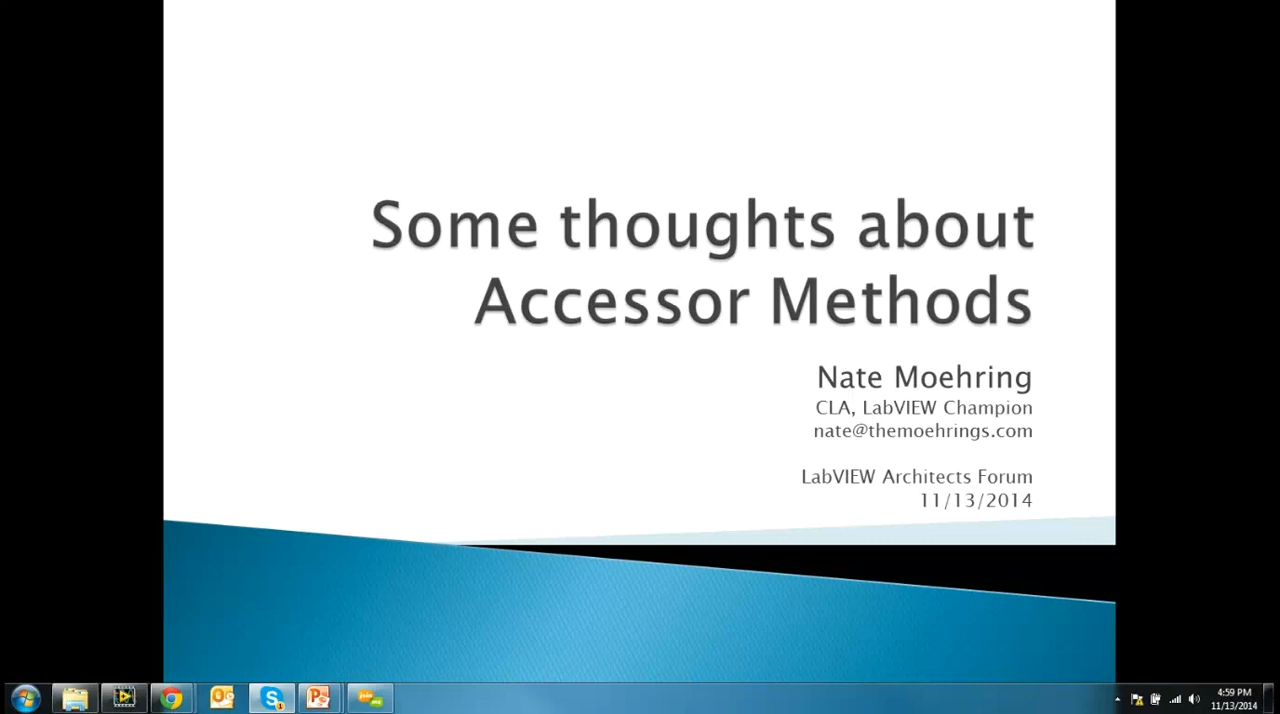 Some thoughts about
Accessor Methods
Nate Moehring
CLA, LabVIEW Champion
nate@themoehrings.com
LabVIEW Architects Forum
11/13/2014
4:59 PM
11/13/2014